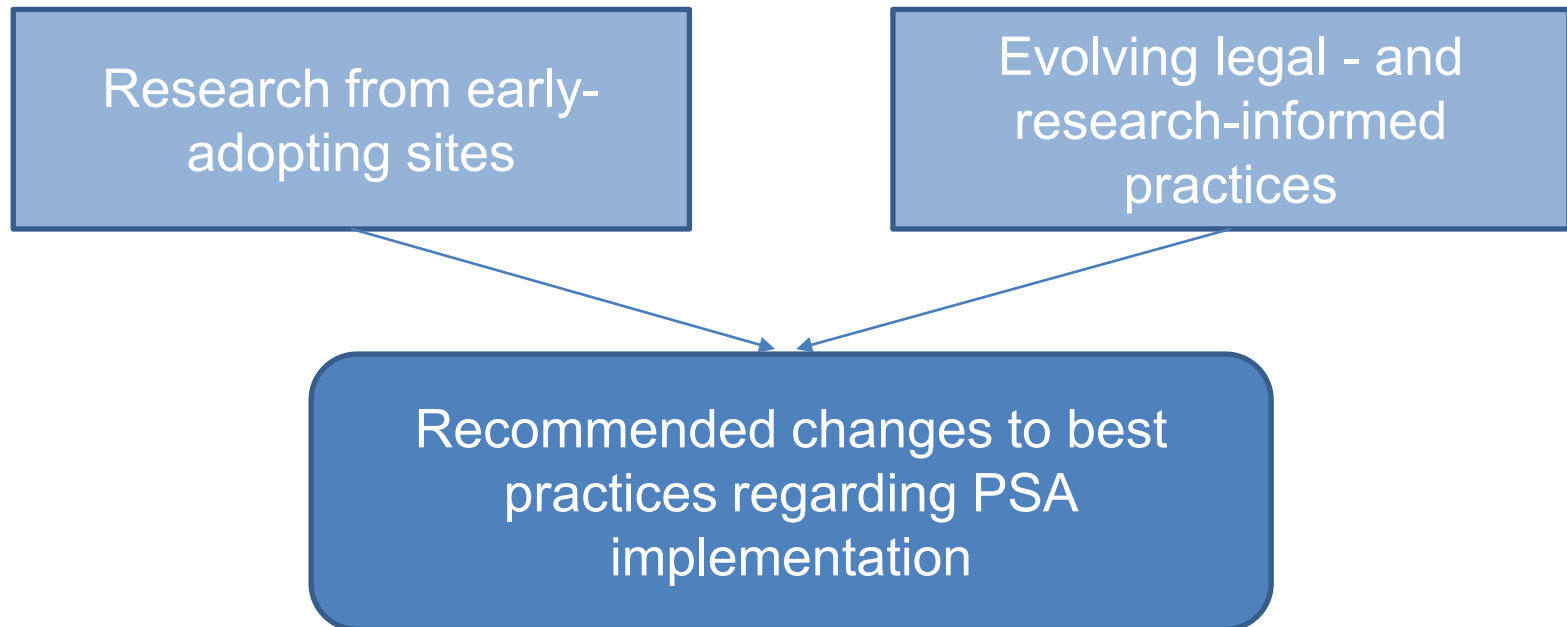 Research from early-
adopting sites
Evolving legal - and
research-informed
practices
Recommended changes to best
practices regarding PSA
implementation